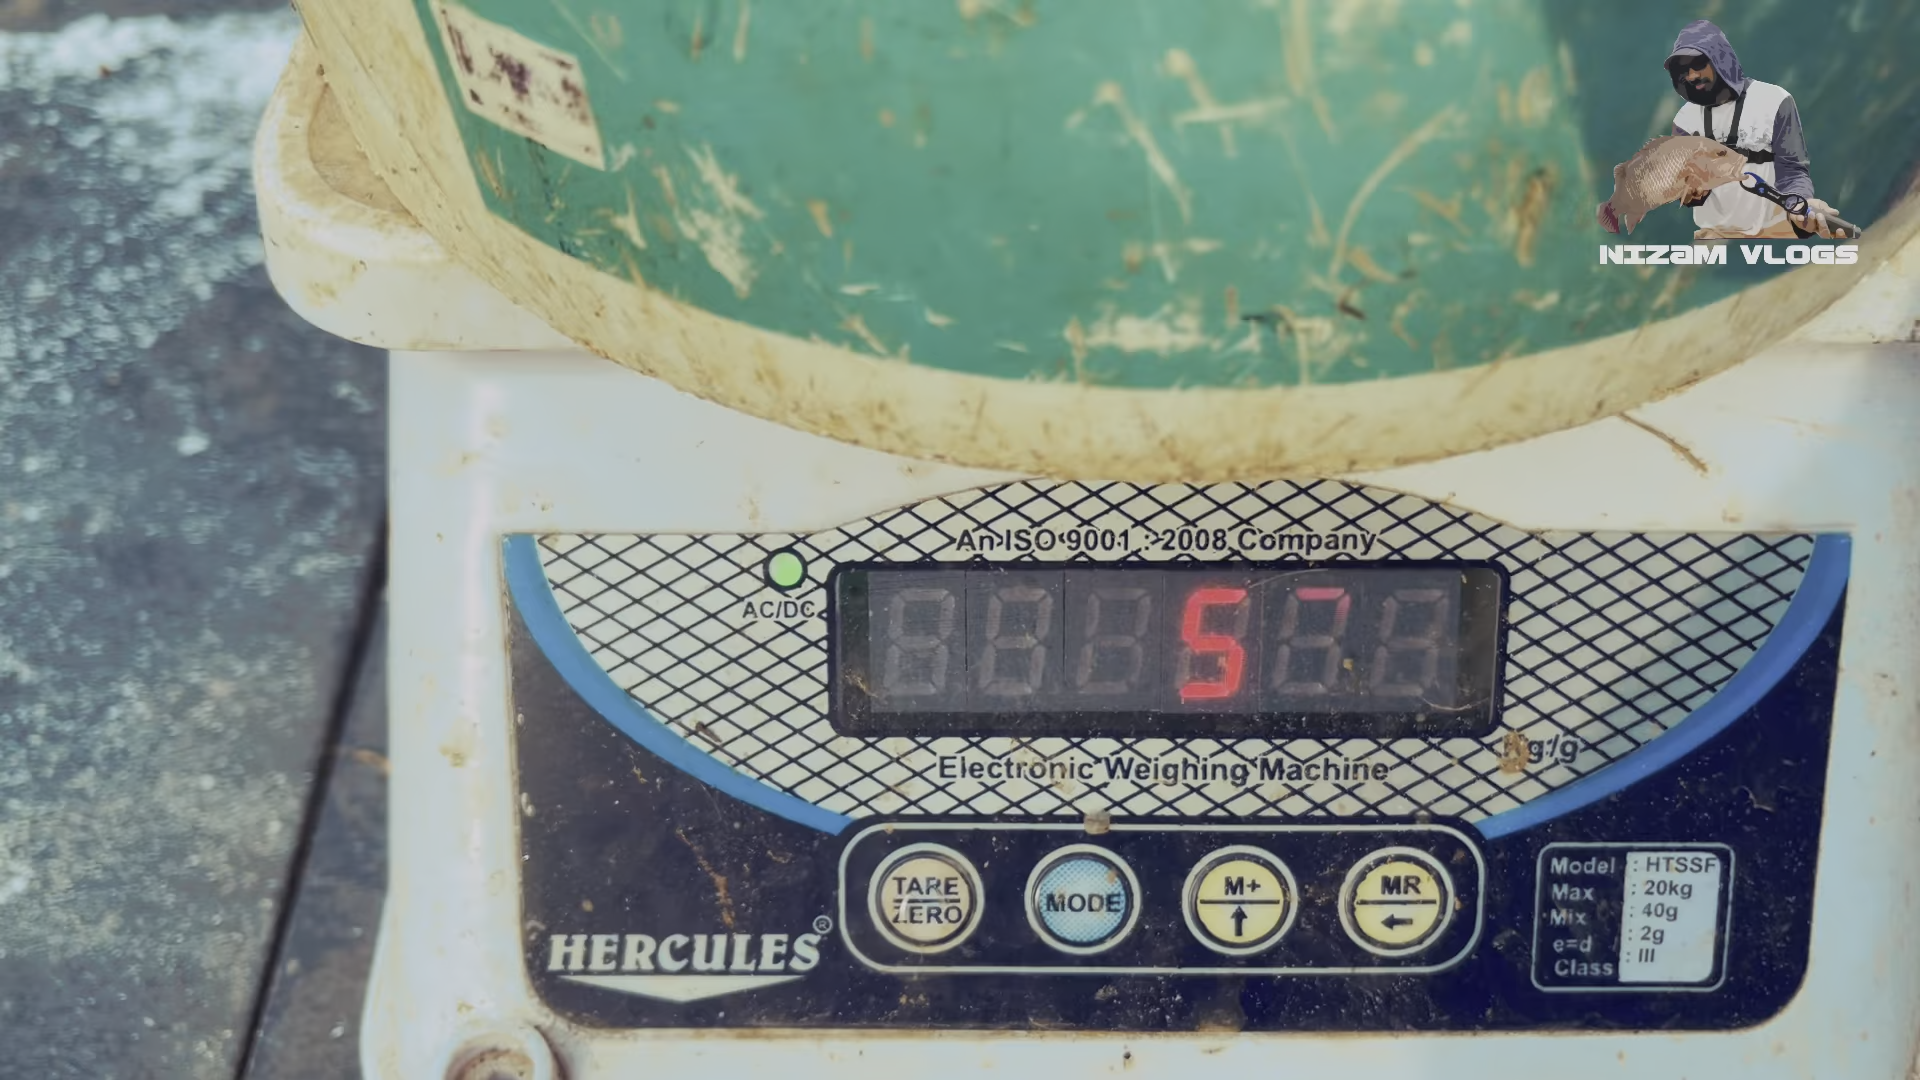 NIZAM VLOGS
An ISO 9001 : 2008 Company
AC/DC
5
Kg/g
Electronic Weighing Machine
TARE
ZERO
MODE
M+
MR
HERCULES®
Model : HTSSF
Max : 20kg
Mix : 40g
e=d : 2g
Class : III